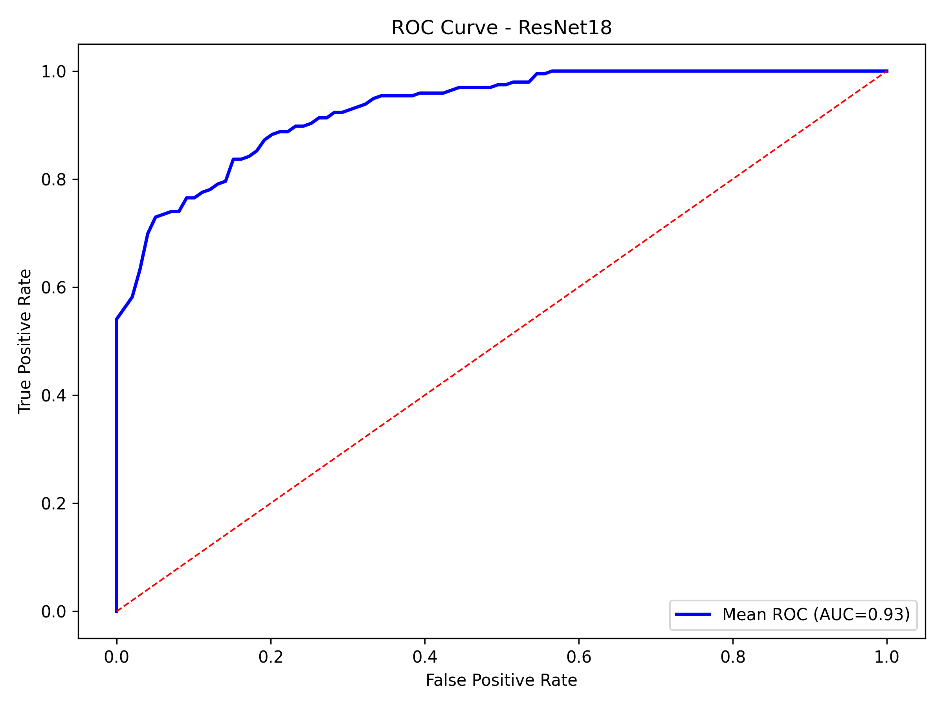 ROC Curve - ResNet18
True Positive Rate
1.0
0.8
0.6
0.4
0.2
0.0
Mean ROC (AUC=0.93)
0.0 0.2 0.4 0.6 0.8 1.0
False Positive Rate